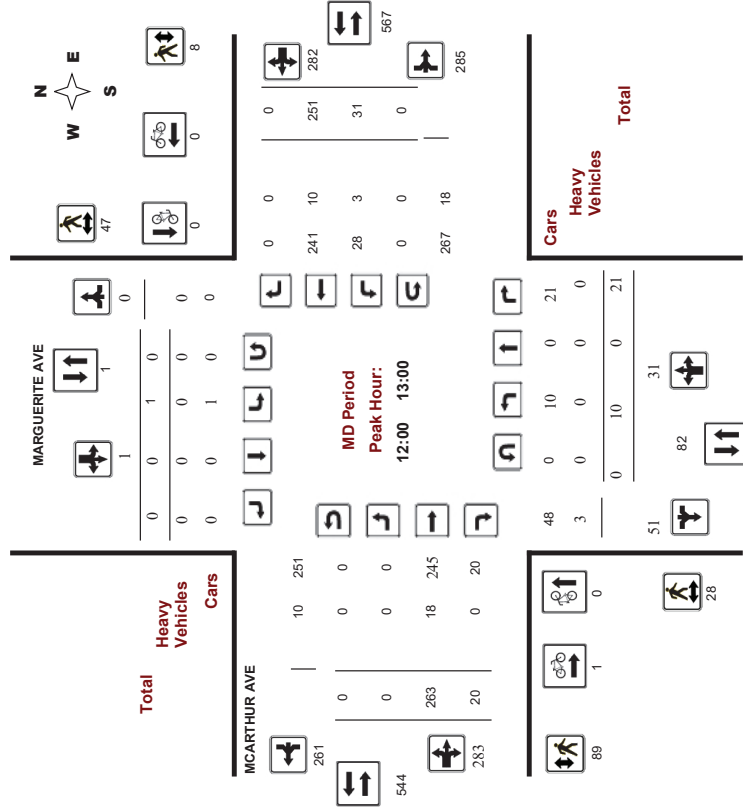 N
W E
S
47
8
0 0
MARGUERITE AVE
1
1
0
0 0 1 0
0 0 0 0 0
0 0 1 0 0
Total
Heavy
Vehicles
Cars
567
282
285
0 0 0
241 10 251
28 3 31
0 0 0
267 18
MD Period
Peak Hour:
12:00 13:00
MCARTHUR AVE
10 251
0 0 0
0 0 0
263 18 245
20 0 20
261
544
283
48 0 10 0 21 Cars
3 0 0 0 0 Heavy
Vehicles
0 10 0 21 Total
51
82
31
89
1 0
28